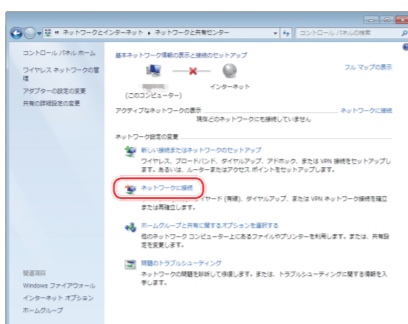 ネットワークとインターネット ▸ ネットワークと共有センター
コントロール パネルの検索
コントロール パネル ホーム
ワイヤレス ネットワークの管理
アダプターの設定の変更
共有の詳細設定の変更
基本ネットワーク情報の表示と接続のセットアップ
フル マップの表示
(このコンピューター)
インターネット
アクティブなネットワークの表示
ネットワークに接続
現在どのネットワークにも接続していません
ネットワーク設定の変更
新しい接続またはネットワークのセットアップ
ワイヤレス、ブロードバンド、ダイヤルアップ、アドホック、または VPN 接続をセットアップし
ます。あるいは、ルーターまたはアクセス ポイントをセットアップします。
ネットワークに接続
ヤード (有線)、ダイヤルアップ、または VPN ネットワーク接続を確立
または再確立します。
ホームグループと共有に関するオプションを選択する
他のネットワーク コンピューター上にあるファイルやプリンターを利用します。または、共有設
定を変更します。
問題のトラブルシューティング
ネットワークの問題を診断して修復します。または、トラブルシューティングに関する情報を入
手します。
関連項目
Windows ファイアウォール
インターネット オプション
ホームグループ